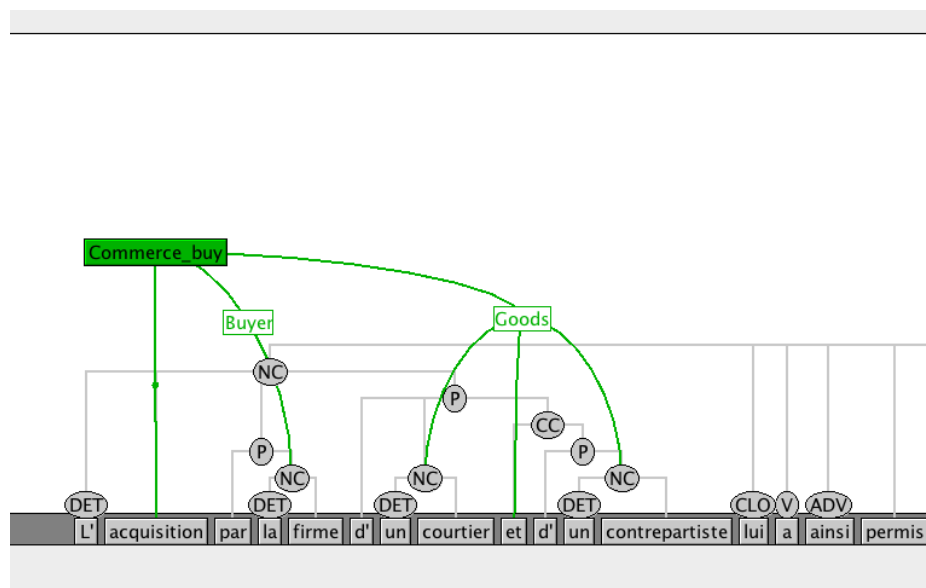 Commerce_buy
Buyer Goods
NC
P
CC
P P
NC NC NC
DET DET DET DET CLO V ADV
L' acquisition par la firme d' un courtier et d' un contrepartiste lui a ainsi permis